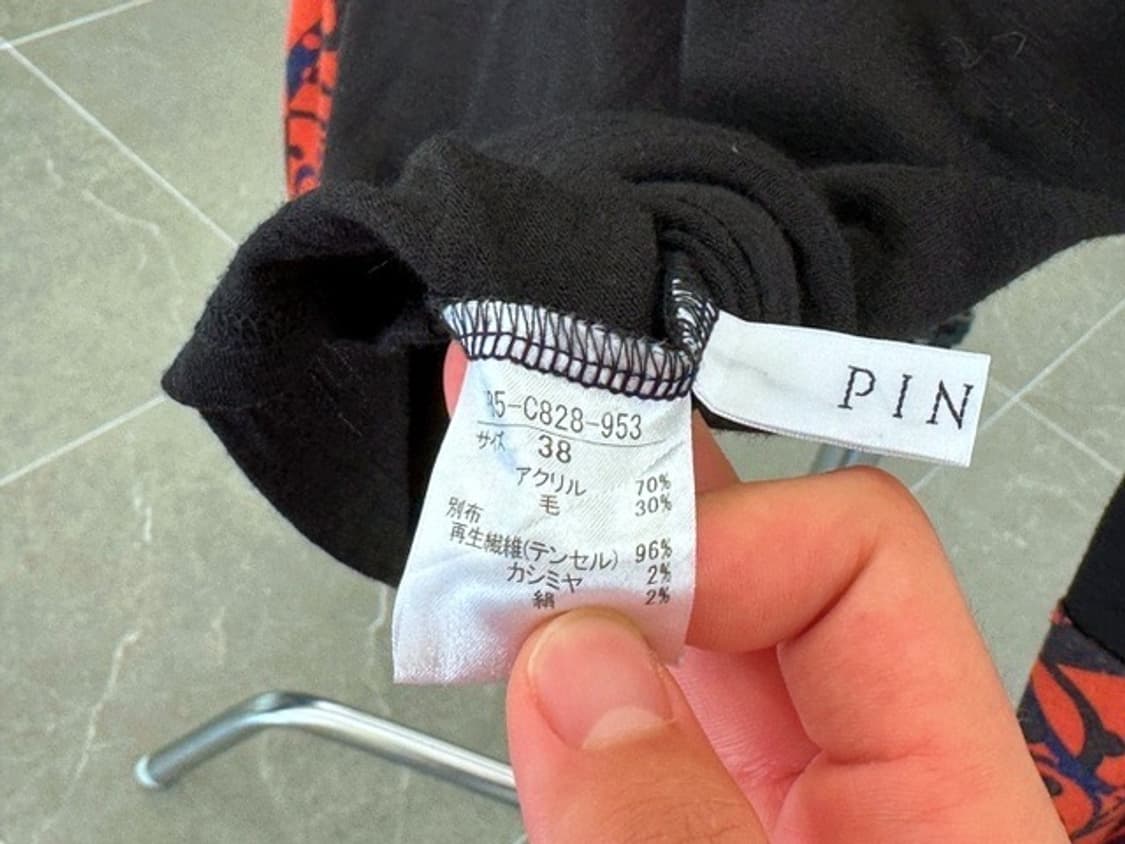 R5-C828-953
サイズ 38
アクリル 70%
毛 30%
別布
再生繊維(テンセル) 96%
カシミヤ 2%
絹 2%
PIN